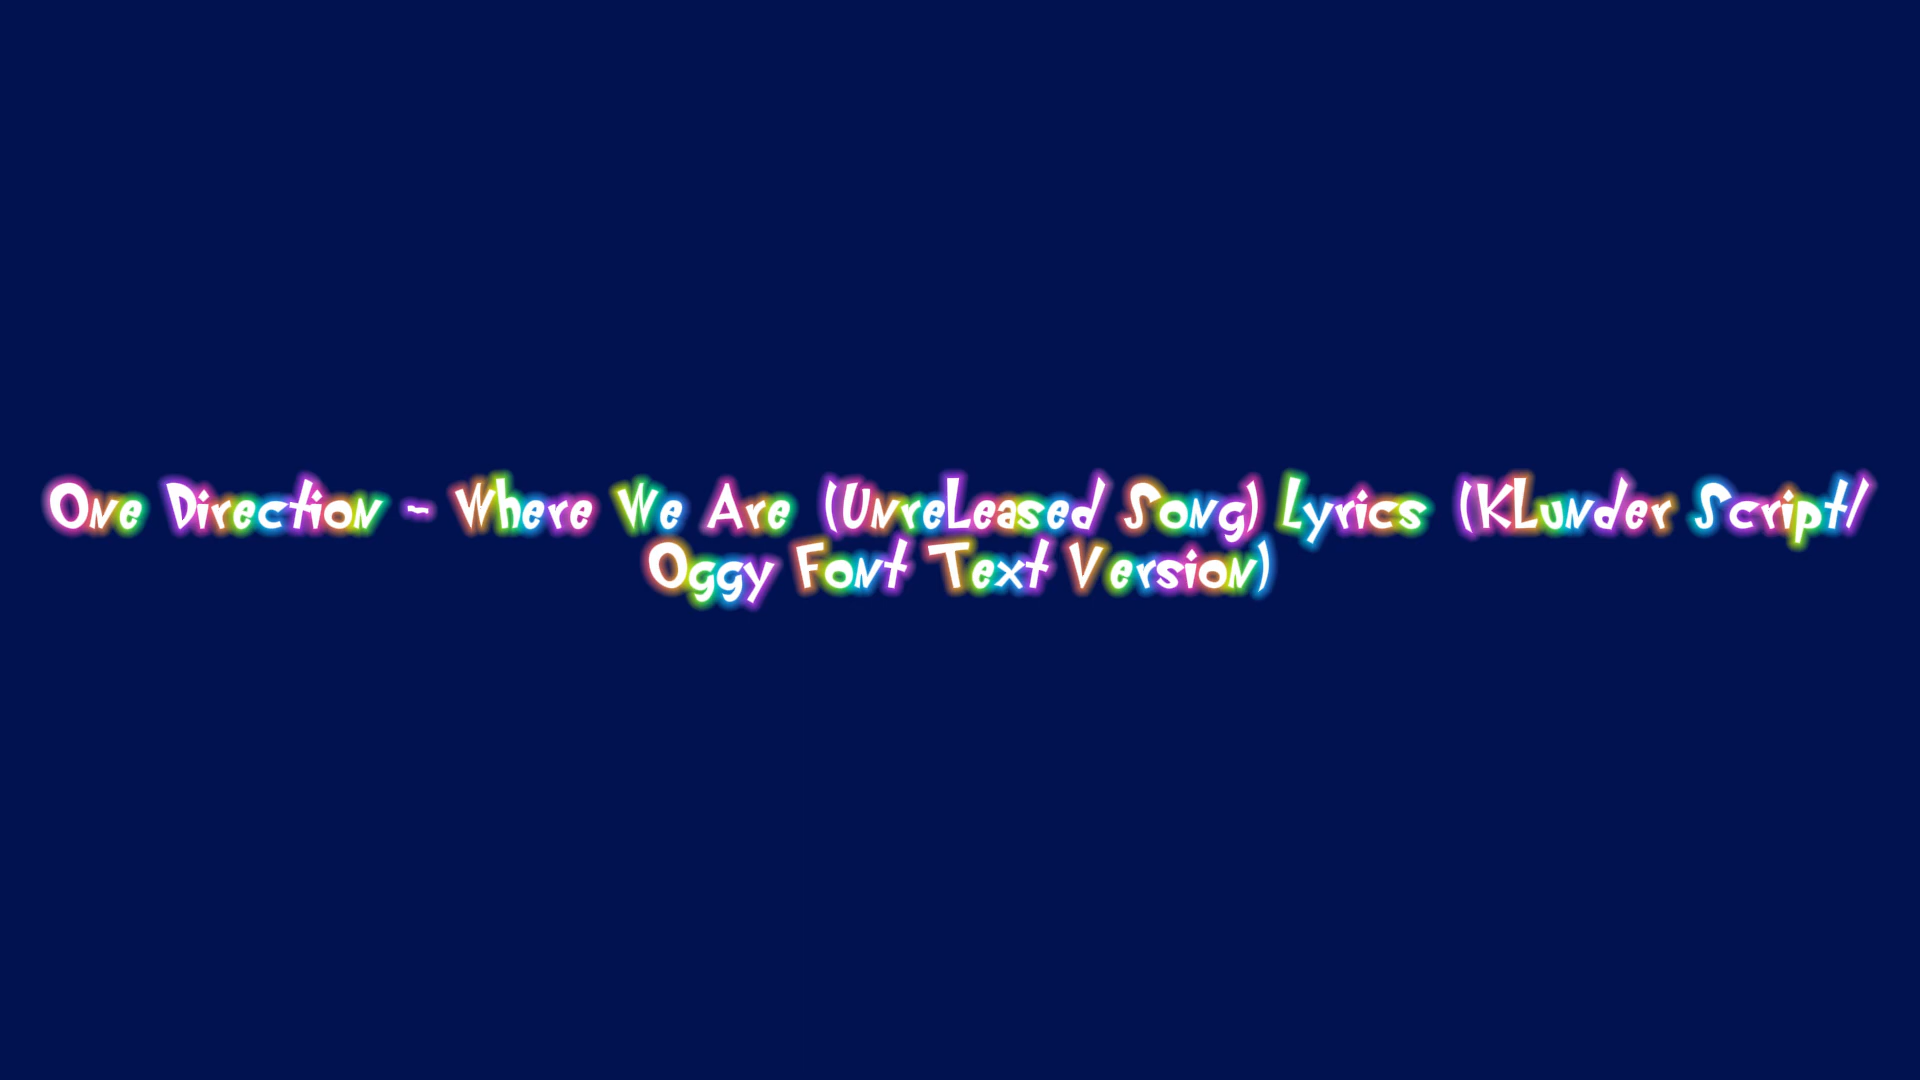 One Direction - Where We Are (Unreleased Song) Lyrics (Klunder Script/
Oggy Font Text Version)